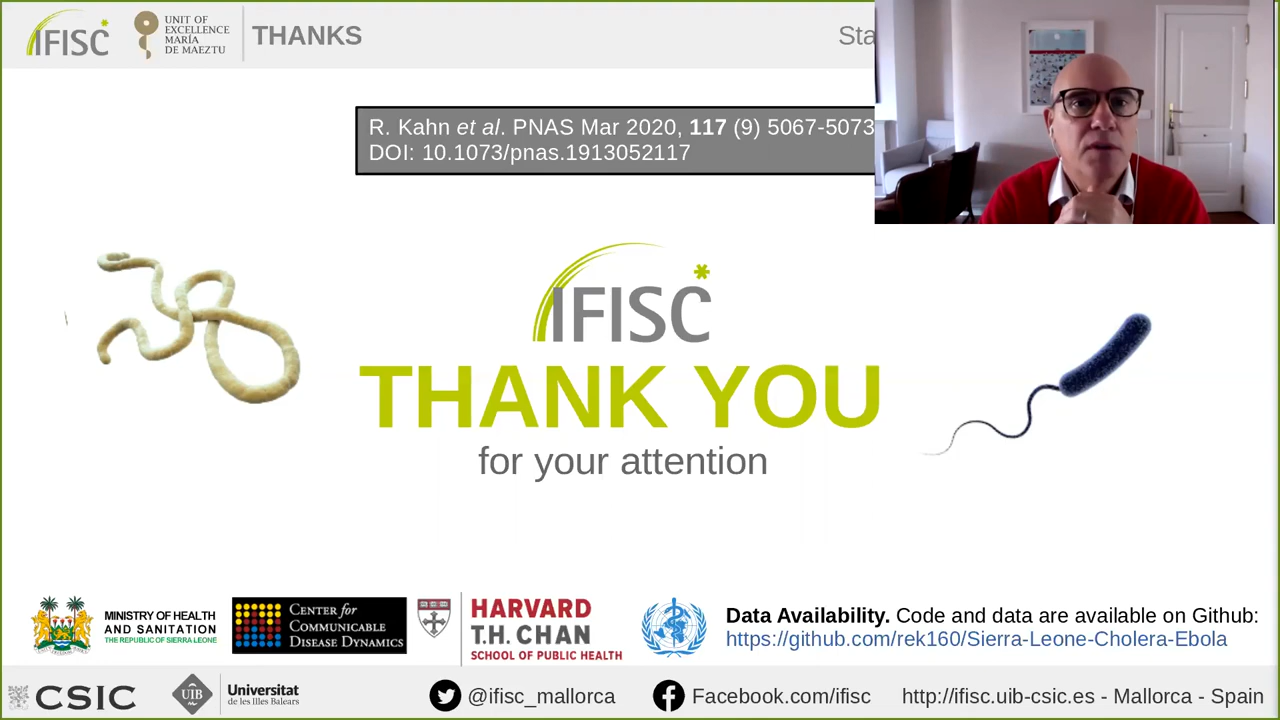 IFISC
UNIT OF
EXCELLENCE
MARÍA
DE MAEZTU
THANKS
Sta
R. Kahn et al. PNAS Mar 2020, 117 (9) 5067-5073
DOI: 10.1073/pnas.1913052117
IFISC
THANK YOU
for your attention
MINISTRY OF HEALTH
AND SANITATION
THE REPUBLIC OF SIERRA LEONE
CENTER for
COMMUNICABLE
DISEASE DYNAMICS
HARVARD
T.H. CHAN
SCHOOL OF PUBLIC HEALTH
Data Availability. Code and data are available on Github:
https://github.com/rek160/Sierra-Leone-Cholera-Ebola
CSIC
UIB
Universitat
de les Illes Balears
@ifisc_mallorca
Facebook.com/ifisc
http://ifisc.uib-csic.es - Mallorca - Spain